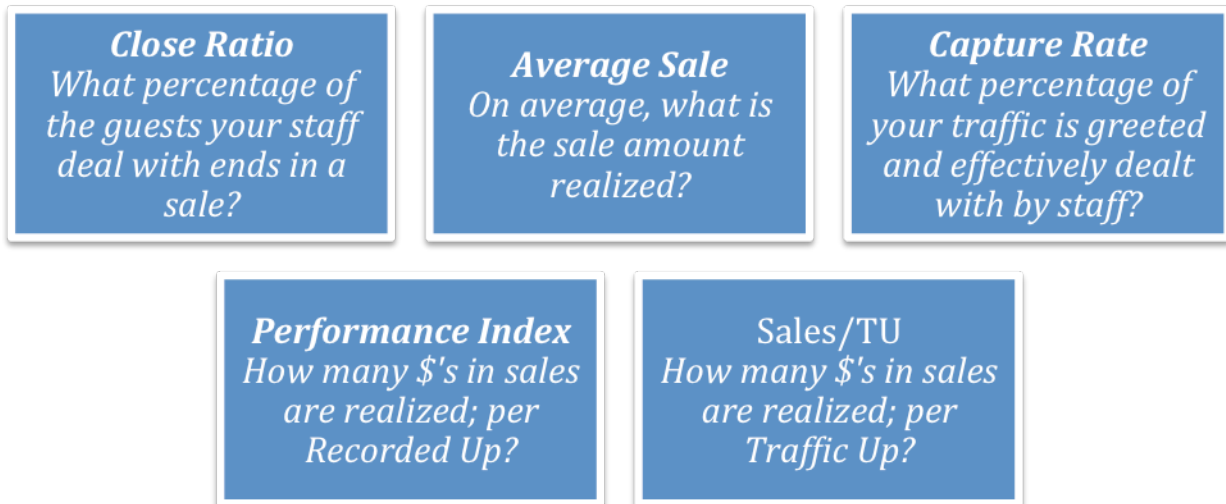 Close Ratio
What percentage of
the guests your staff
deal with ends in a
sale?
Average Sale
On average, what is
the sale amount
realized?
Capture Rate
What percentage of
your traffic is greeted
and effectively dealt
with by staff?
Performance Index
How many $'s in sales
are realized; per
Recorded Up?
Sales/TU
How many $'s in sales
are realized; per
Traffic Up?